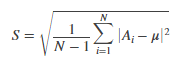 S = √( 1/(N − 1) ∑_{i=1}^{N} |A_i − μ|² )